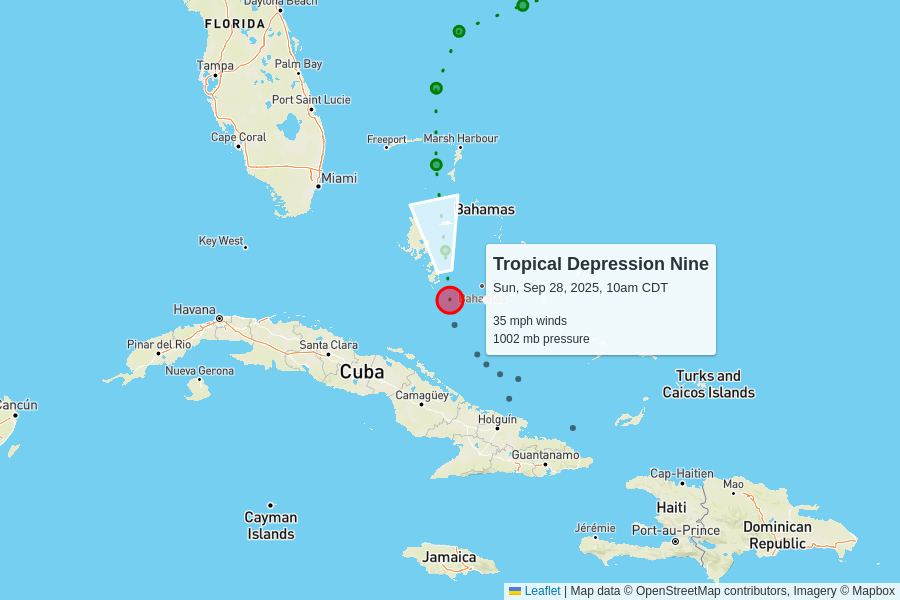 Daytona Beach
FLORIDA
Tampa
Palm Bay
Port Saint Lucie
Cape Coral
Freeport
Marsh Harbour
Miami
Bahamas
Key West
Tropical Depression Nine
Sun, Sep 28, 2025, 10am CDT
35 mph winds
1002 mb pressure
Havana
Pinar del Río
Santa Clara
Nueva Gerona
Cuba
Camagüey
Turks and
Caicos Islands
Cancún
Holguín
Guantanamo
Cap-Haitien
Mao
Haiti
Cayman
Islands
Jérémie
Port-au-Prince
Dominican
Republic
Jamaica
Leaflet | Map data © OpenStreetMap contributors, Imagery © Mapbox